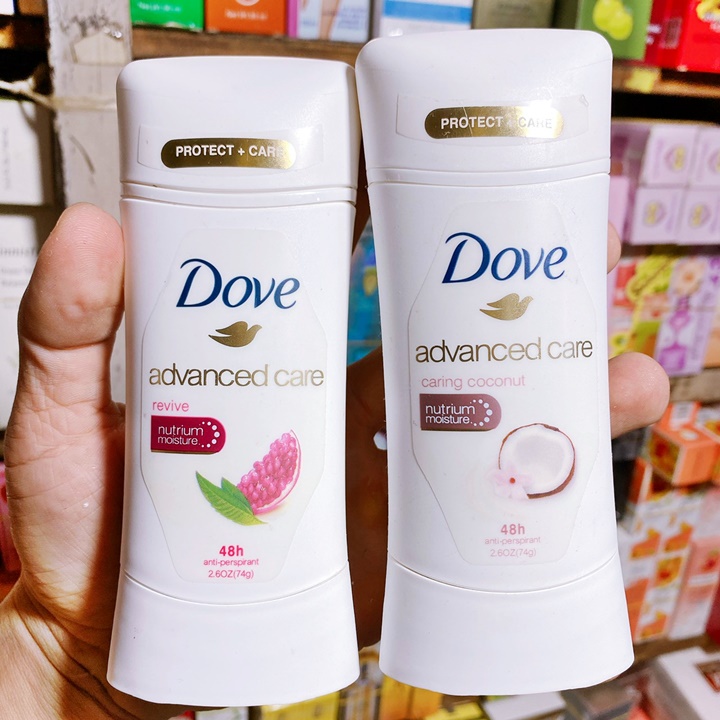 PROTECT + CARE
Dove
advanced care
revive
nutrium
moisture
48h
anti-perspirant
2.6OZ(74g)
PROTECT + CARE
Dove
advanced care
caring coconut
nutrium
moisture
48h
anti-perspirant
2.6OZ(74g)